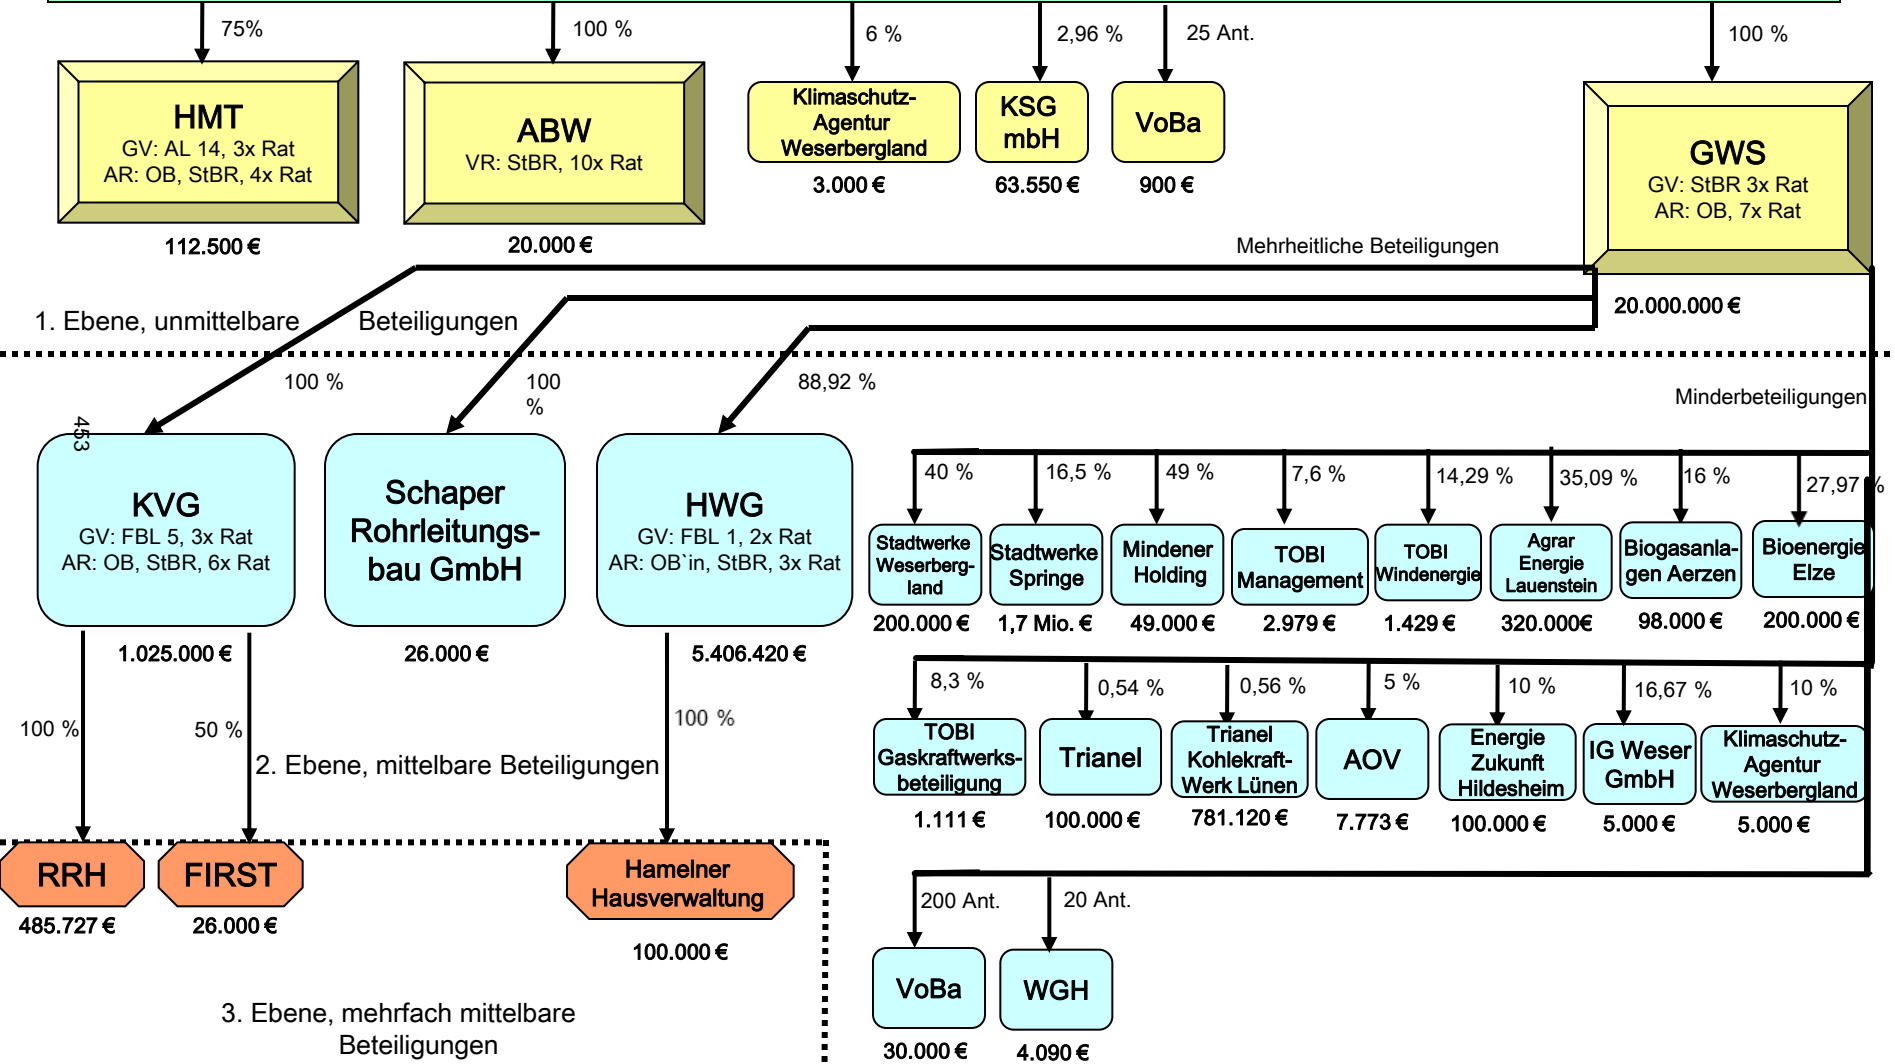 75%
100 %
6 %
2,96 %
25 Ant.
100 %
HMT
GV: AL 14, 3x Rat
AR: OB, StBR, 4x Rat
112.500 €
ABW
VR: StBR, 10x Rat
20.000 €
Klimaschutz-
Agentur
Weserbergland
3.000 €
KSG
mbH
63.550 €
VoBa
900 €
GWS
GV: StBR 3x Rat
AR: OB, 7x Rat
20.000.000 €
Mehrheitliche Beteiligungen
1. Ebene, unmittelbare Beteiligungen
100 %
100
%
88,92 %
Minderbeteiligungen
453
KVG
GV: FBL 5, 3x Rat
AR: OB, StBR, 6x Rat
1.025.000 €
Schaper
Rohrleitungs-
bau GmbH
26.000 €
HWG
GV: FBL 1, 2x Rat
AR: OB`in, StBR, 3x Rat
5.406.420 €
40 %
16,5 %
49 %
7,6 %
14,29 %
35,09 %
16 %
27,97 %
Stadtwerke
Weserberg-
land
200.000 €
Stadtwerke
Springe
1,7 Mio. €
Mindener
Holding
49.000 €
TOBI
Management
2.979 €
TOBI
Windenergie
1.429 €
Agrar
Energie
Lauenstein
320.000€
Biogasanla-
gen Aerzen
98.000 €
Bioenergie
Elze
200.000 €
8,3 %
0,54 %
0,56 %
5 %
10 %
16,67 %
10 %
TOBI
Gaskraftwerks-
beteiligung
1.111 €
Trianel
100.000 €
Trianel
Kohlekraft-
Werk Lünen
781.120 €
AOV
7.773 €
Energie
Zukunft
Hildesheim
100.000 €
IG Weser
GmbH
5.000 €
Klimaschutz-
Agentur
Weserbergland
5.000 €
100 %
50 %
100 %
2. Ebene, mittelbare Beteiligungen
RRH
485.727 €
FIRST
26.000 €
Hamelner
Hausverwaltung
100.000 €
200 Ant.
20 Ant.
VoBa
30.000 €
WGH
4.090 €
3. Ebene, mehrfach mittelbare
Beteiligungen